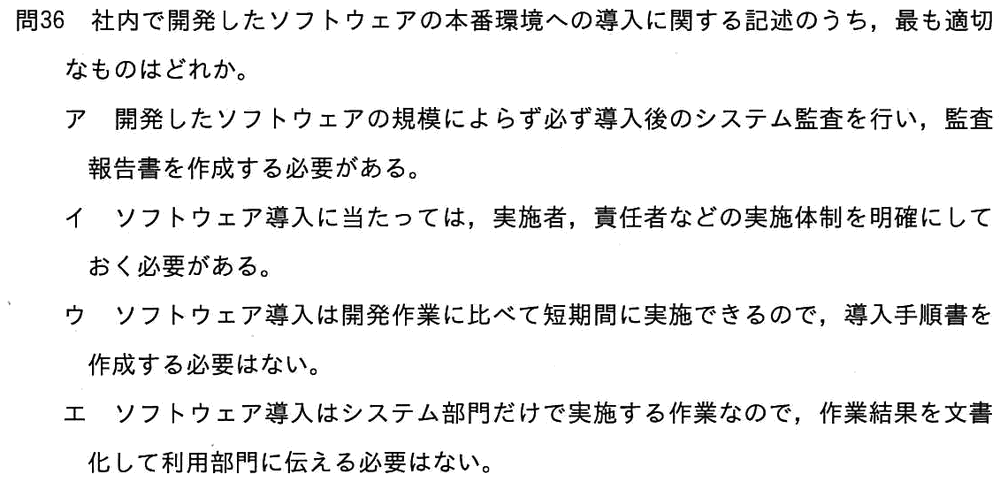 問36 社内で開発したソフトウェアの本番環境への導入に関する記述のうち，最も適切
なものはどれか。
ア 開発したソフトウェアの規模によらず必ず導入後のシステム監査を行い，監査
報告書を作成する必要がある。
イ ソフトウェア導入に当たっては，実施者，責任者などの実施体制を明確にして
おく必要がある。
ウ ソフトウェア導入は開発作業に比べて短期間に実施できるので，導入手順書を
作成する必要はない。
エ ソフトウェア導入はシステム部門だけで実施する作業なので，作業結果を文書
化して利用部門に伝える必要はない。